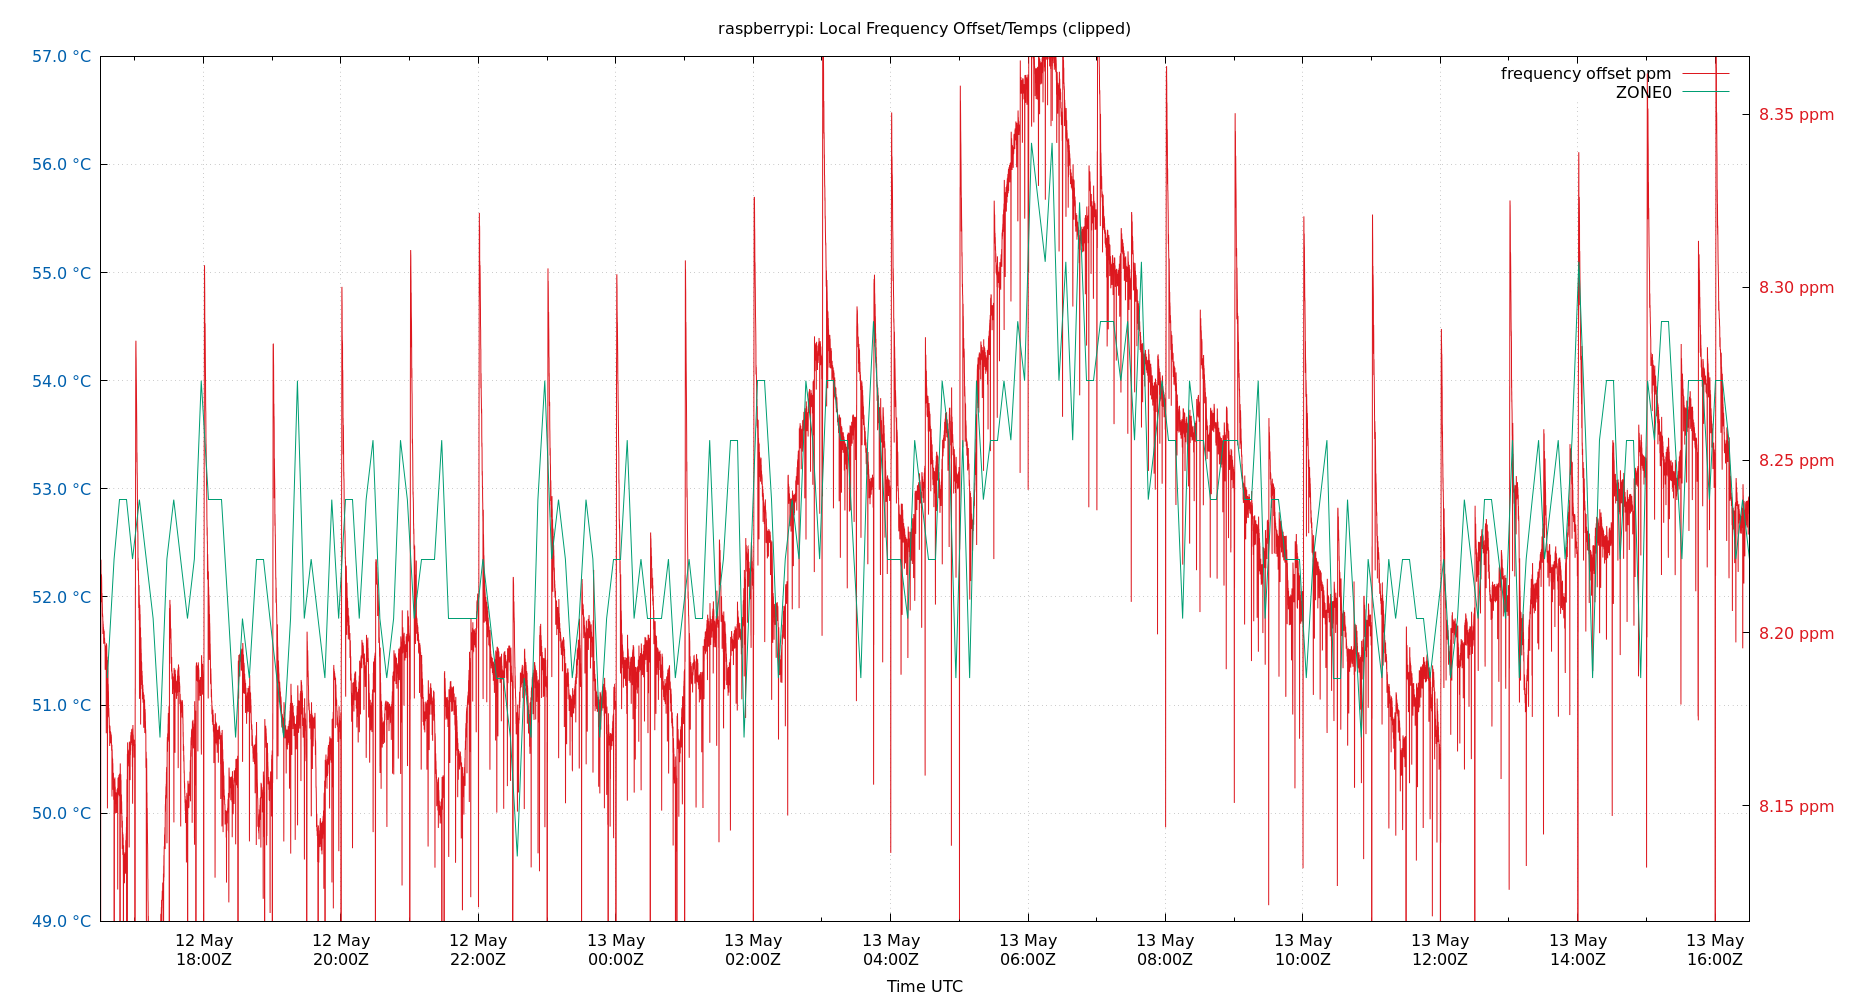 raspberrypi: Local Frequency Offset/Temps (clipped)
57.0 °C
56.0 °C
55.0 °C
54.0 °C
53.0 °C
52.0 °C
51.0 °C
50.0 °C
49.0 °C
frequency offset ppm
ZONE0
8.35 ppm
8.30 ppm
8.25 ppm
8.20 ppm
8.15 ppm
12 May
18:00Z
12 May
20:00Z
12 May
22:00Z
13 May
00:00Z
13 May
02:00Z
13 May
04:00Z
13 May
06:00Z
13 May
08:00Z
13 May
10:00Z
13 May
12:00Z
13 May
14:00Z
13 May
16:00Z
Time UTC